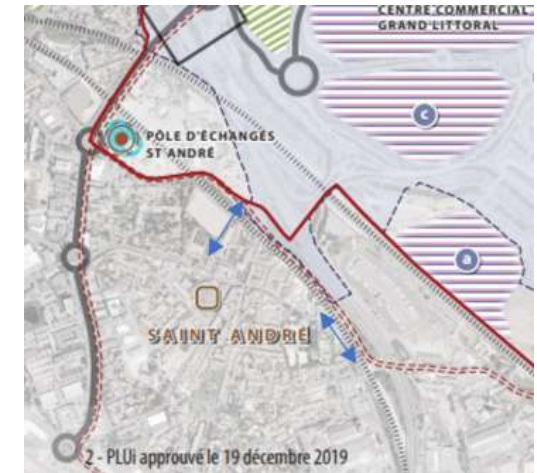 CENTRE COMMERCIAL
GRAND LITTORAL
c
PÔLE D'ÉCHANGES
ST ANDRÉ
a
SAINT ANDRÉ
2 - PLUi approuvé le 19 décembre 2019